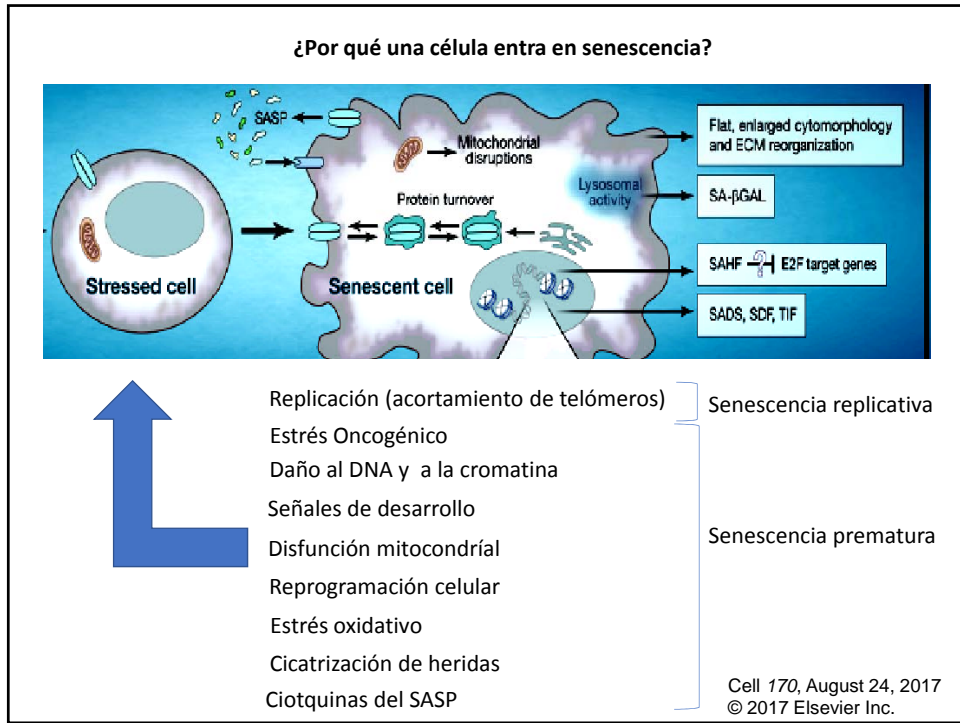 ¿Por qué una célula entra en senescencia?
SASP
Mitochondrial
disruptions
Flat, enlarged cytomorphology
and ECM reorganization
Lysosomal
activity
SA-βGAL
Protein turnover
SAHF
E2F target genes
Stressed cell
Senescent cell
SADS, SDF, TIF
Replicación (acortamiento de telómeros)
Senescencia replicativa
Estrés Oncogénico
Daño al DNA y a la cromatina
Señales de desarrollo
Disfunción mitocondríal
Senescencia prematura
Reprogramación celular
Estrés oxidativo
Cicatrización de heridas
Ciotquinas del SASP
Cell 170, August 24, 2017
© 2017 Elsevier Inc.